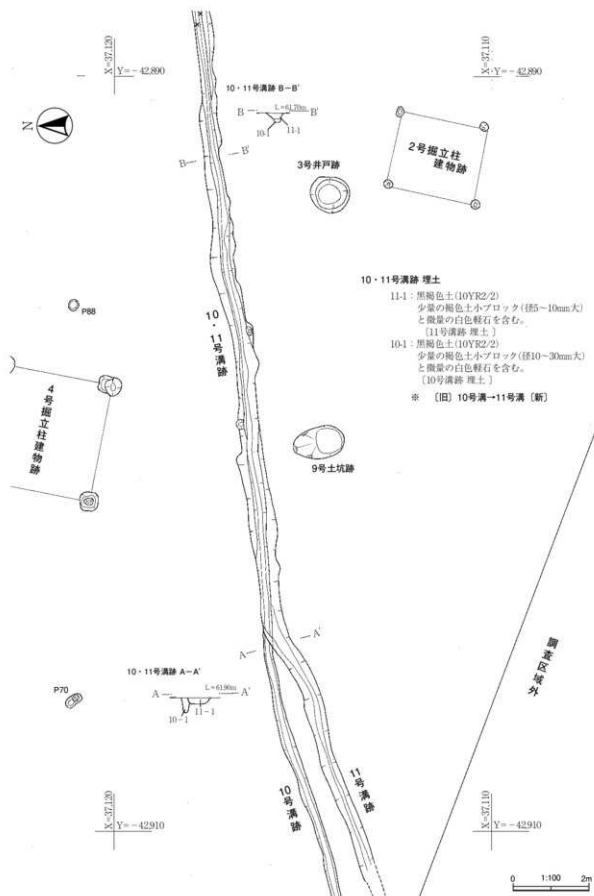 X=37,120
Y=-42,890
X=37,110
Y=-42,890
10・11号溝跡 B-B'
B
L=61.70m
B'
10-1
11-1
N
B
B'
3号井戸跡
2号掘立柱
建物跡
10・11号溝跡 埋土
11-1：黒褐色土(10YR2/2)
少量の褐色土小ブロック(径5～10mm大)
と微量の白色軽石を含む。
［11号溝跡 埋土 ］
10-1：黒褐色土(10YR2/2)
少量の褐色土小ブロック(径10～30mm大)
と微量の白色軽石を含む。
［10号溝跡 埋土 ］
※ 〔旧〕10号溝→11号溝〔新〕
P88
10・11号溝跡
4号掘立柱建物跡
9号土坑跡
A
A'
調査区域外
10・11号溝跡 A-A'
A
L=61.90m
A'
10-1
11-1
P70
11号溝跡
10号溝跡
X=37,120
Y=-42,910
X=37,110
Y=-42,910
0
1:100
2m